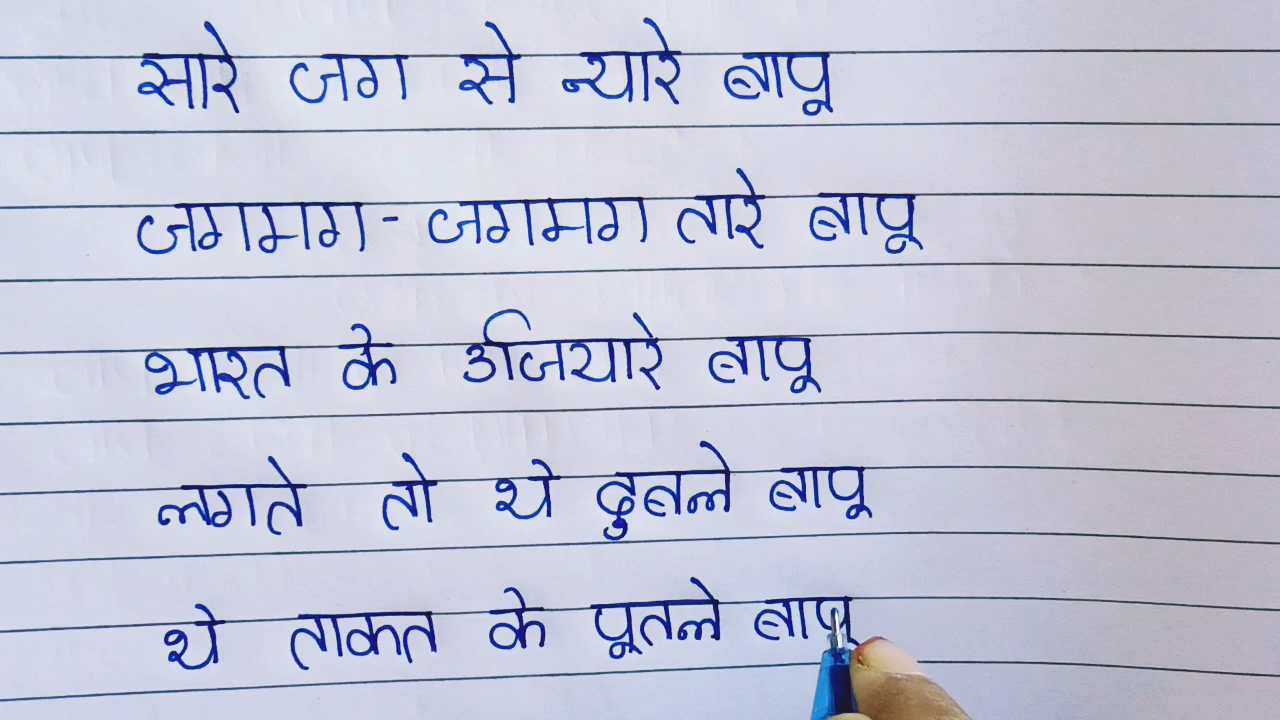 सारे जग से न्यारे बापू
जगमग-जगमग तारे बापू
भारत के उजियारे बापू
लगते तो थे दुबले बापू
थे ताकत के पूतले बापू